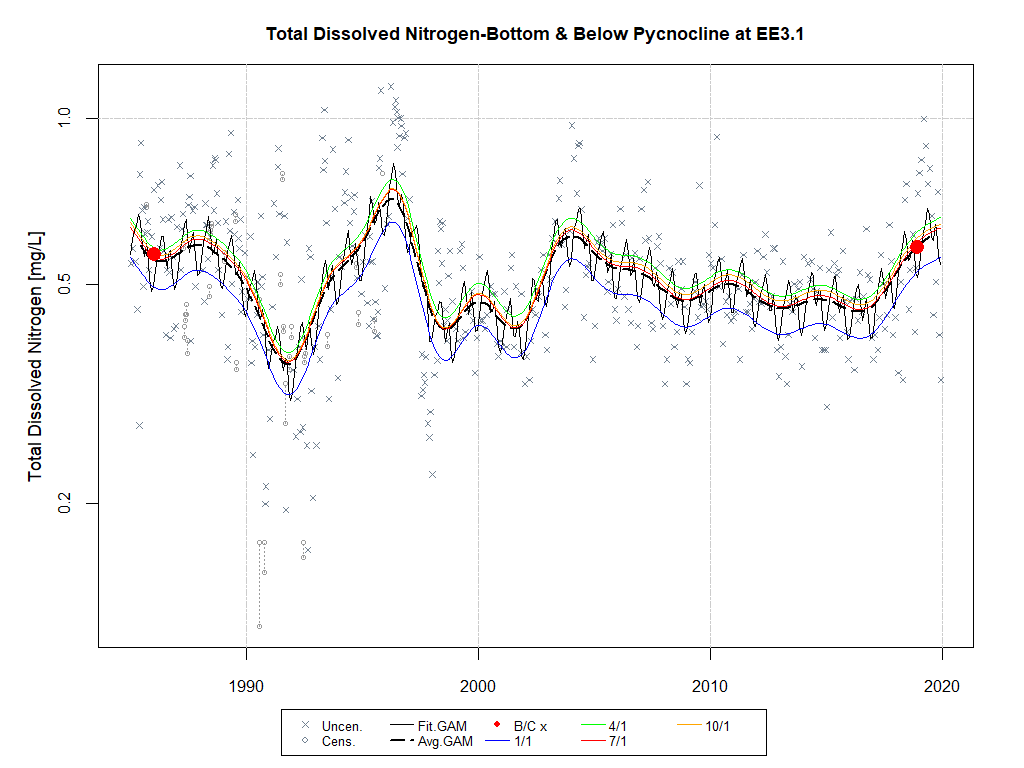 Total Dissolved Nitrogen-Bottom & Below Pycnocline at EE3.1
Total Dissolved Nitrogen [mg/L]
1.0
0.5
0.2
1990 2000 2010 2020
Uncen. Fit.GAM B/C x 4/1 10/1
Cens. Avg.GAM 1/1 7/1